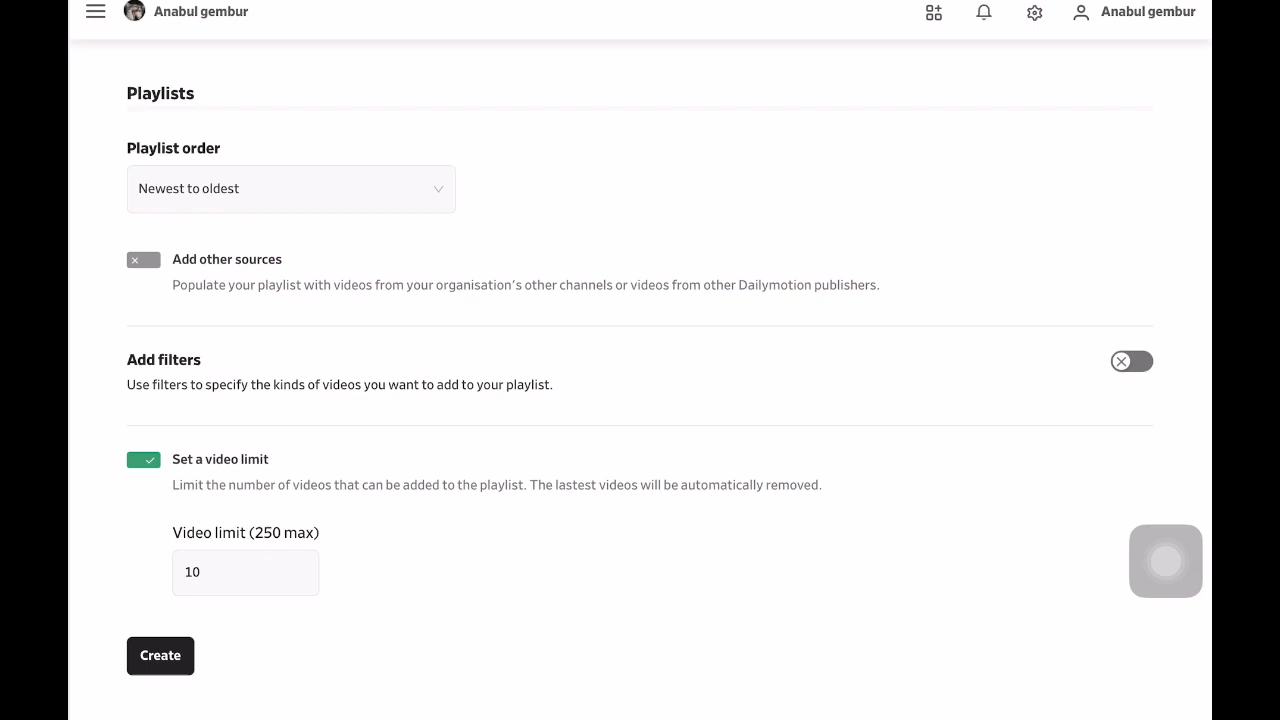 Anabul gembur
Anabul gembur
Playlists
Playlist order
Newest to oldest
Add other sources
Populate your playlist with videos from your organisation's other channels or videos from other Dailymotion publishers.
Add filters
Use filters to specify the kinds of videos you want to add to your playlist.
Set a video limit
Limit the number of videos that can be added to the playlist. The lastest videos will be automatically removed.
Video limit (250 max)
10
Create